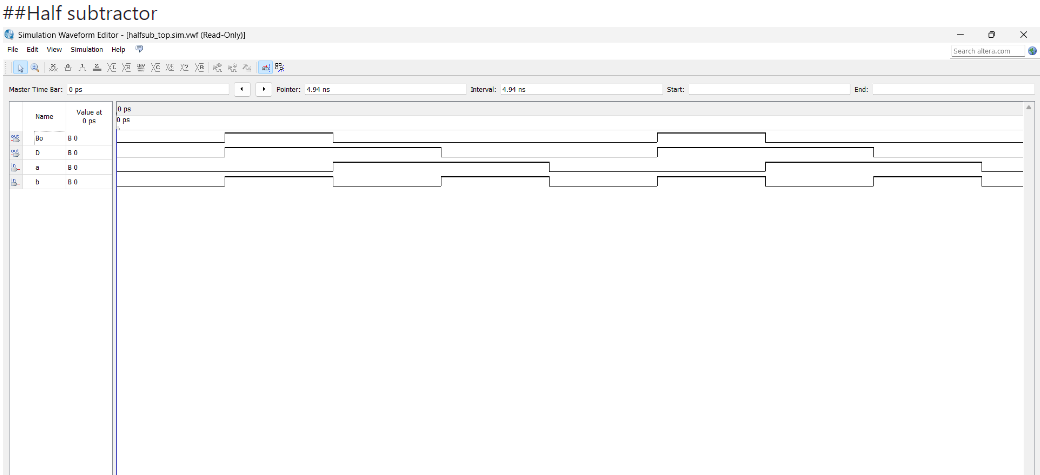 ##Half subtractor
Simulation Waveform Editor - [halfsub_top.sim.vwf (Read-Only)]
File Edit View Simulation Help
Search altera.com
Master Time Bar: 0 ps Pointer: 4.94 ns Interval: 4.94 ns Start: End:
Name Value at 0 ps
0 ps
0 ps
Bo B 0
D B 0
a B 0
b B 0